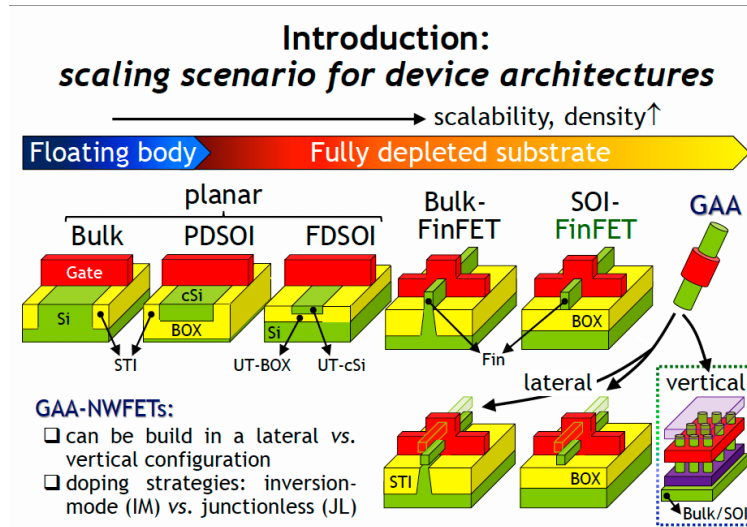 Introduction:
scaling scenario for device architectures
scalability, density↑
Floating body
Fully depleted substrate
planar
Bulk
PDSOI
FDSOI
Bulk-
FinFET
SOI-
FinFET
GAA
Gate
Si
cSi
BOX
Si
BOX
STI
UT-BOX
UT-cSi
Fin
lateral
vertical
GAA-NWFETs:
❑ can be build in a lateral vs.
vertical configuration
❑ doping strategies: inversion-
mode (IM) vs. junctionless (JL)
STI
BOX
Bulk/SOI